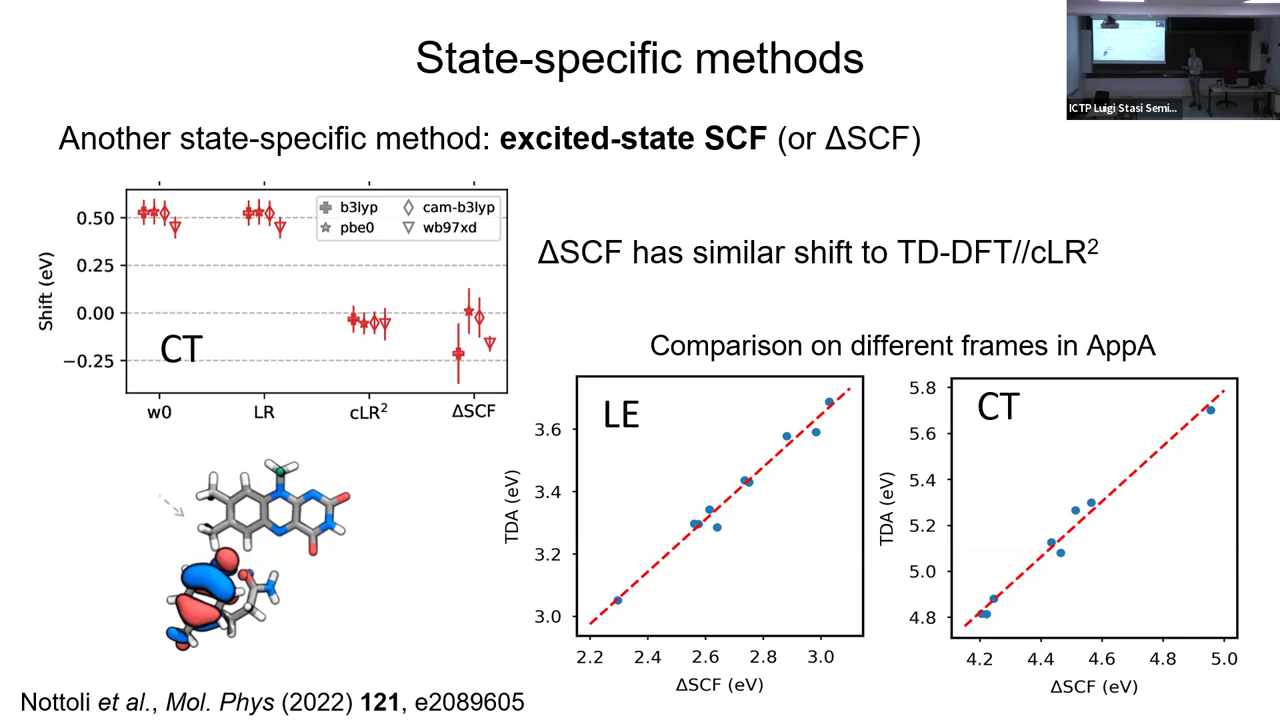 State-specific methods
ICTP Luigi Stasi Semi...
Another state-specific method: excited-state SCF (or ΔSCF)
b3lyp
cam-b3lyp
pbe0
wb97xd
0.50
0.25
0.00
−0.25
Shift (eV)
CT
w0
LR
cLR²
ΔSCF
ΔSCF has similar shift to TD-DFT//cLR²
Comparison on different frames in AppA
LE
3.6
3.4
3.2
3.0
TDA (eV)
2.2 2.4 2.6 2.8 3.0
ΔSCF (eV)
CT
5.8
5.6
5.4
5.2
5.0
4.8
TDA (eV)
4.2 4.4 4.6 4.8 5.0
ΔSCF (eV)
Nottoli et al., Mol. Phys (2022) 121, e2089605